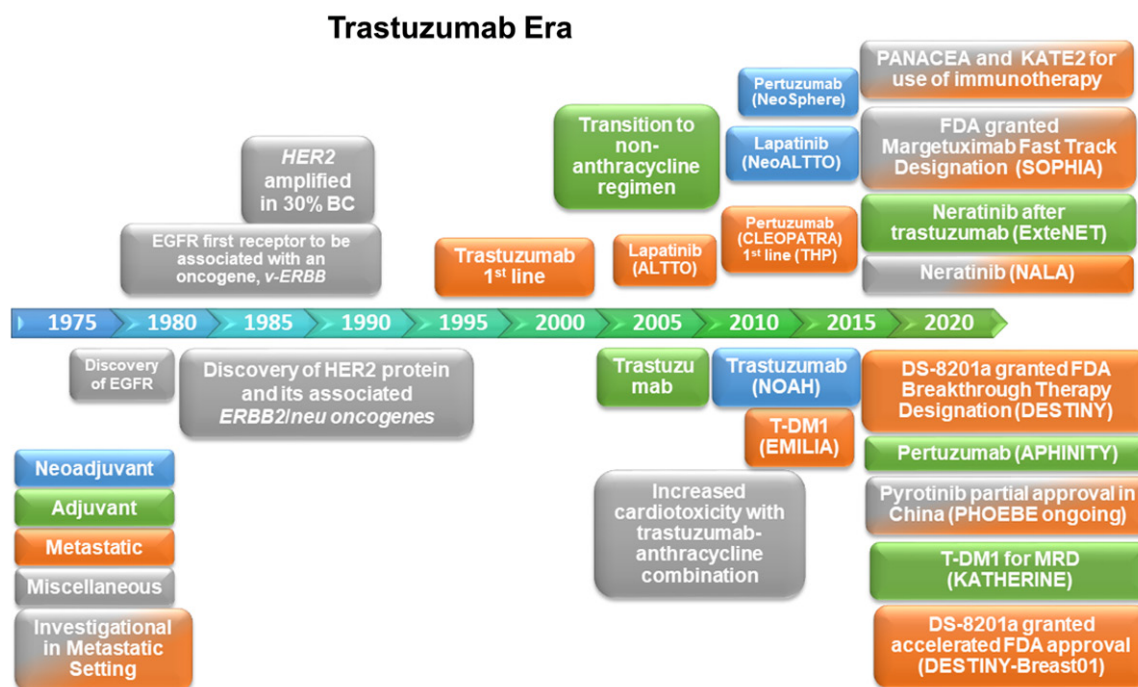 Trastuzumab Era
PANACEA and KATE2 for
use of immunotherapy
Pertuzumab
(NeoSphere)
Transition to
non-
anthracycline
regimen
FDA granted
Margetuximab Fast Track
Designation (SOPHIA)
Lapatinib
(NeoALTTO)
HER2
amplified
in 30% BC
EGFR first receptor to be
associated with an
oncogene, v-ERBB
Trastuzumab
1st line
Lapatinib
(ALTTO)
Pertuzumab
(CLEOPATRA)
1st line (THP)
Neratinib after
trastuzumab (ExteNET)
Neratinib (NALA)
1975 1980 1985 1990 1995 2000 2005 2010 2015 2020
Discovery
of EGFR
Discovery of HER2 protein
and its associated
ERBB2/neu oncogenes
Trastuzu
mab
Trastuzumab
(NOAH)
DS-8201a granted FDA
Breakthrough Therapy
Designation (DESTINY)
T-DM1
(EMILIA)
Pertuzumab (APHINITY)
Increased
cardiotoxicity with
trastuzumab-
anthracycline
combination
Pyrotinib partial approval in
China (PHOEBE ongoing)
T-DM1 for MRD
(KATHERINE)
DS-8201a granted
accelerated FDA approval
(DESTINY-Breast01)
Neoadjuvant
Adjuvant
Metastatic
Miscellaneous
Investigational
in Metastatic
Setting